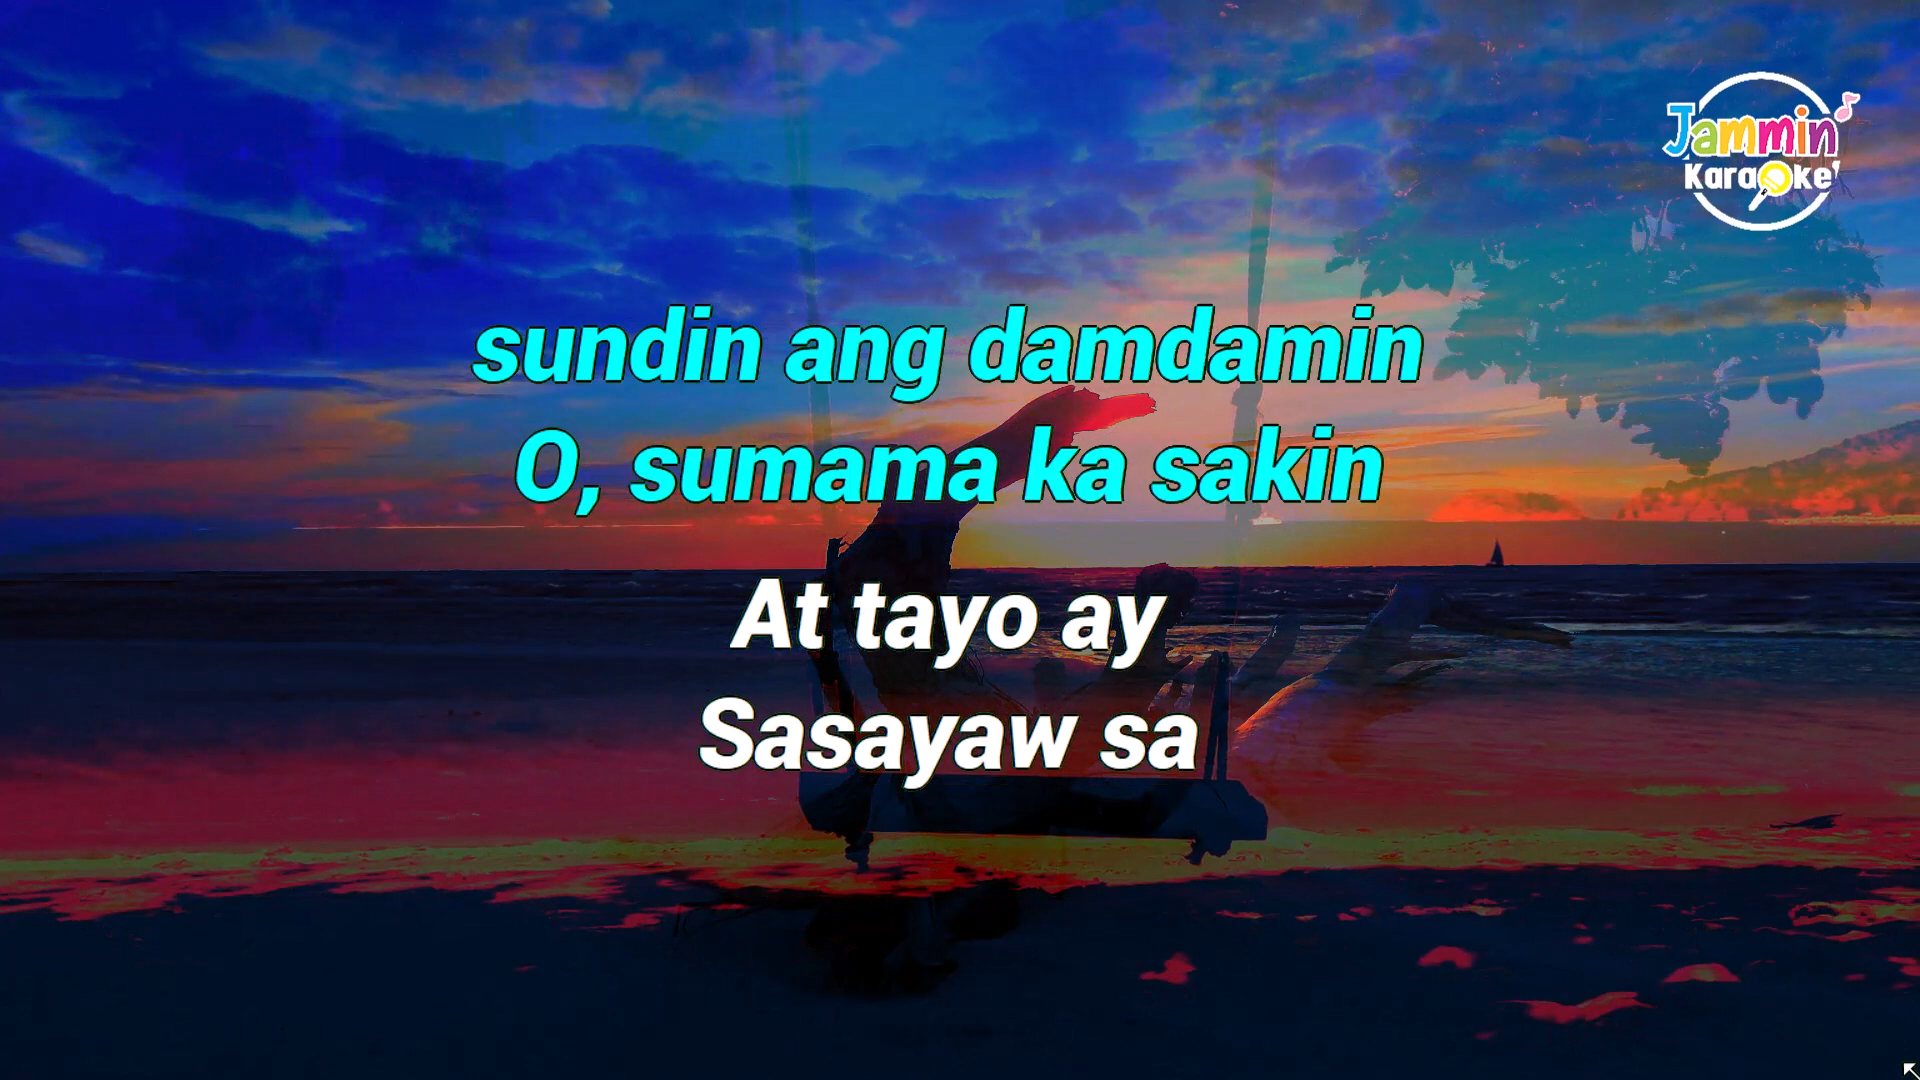 Jammin'
Karaoke
sundin ang damdamin
O, sumama ka sakin
At tayo ay
Sasayaw sa